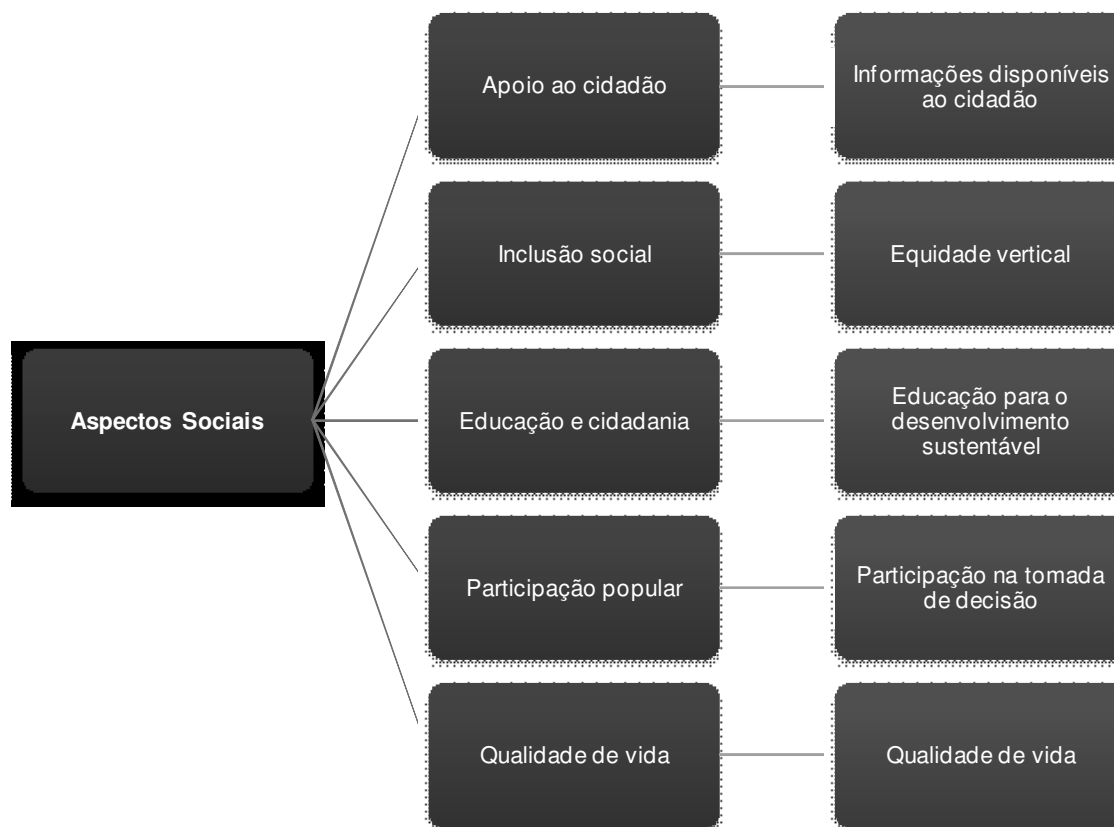 Apoio ao cidadão
Informações disponíveis
ao cidadão
Inclusão social
Equidade vertical
Aspectos Sociais
Educação e cidadania
Educação para o
desenvolvimento
sustentável
Participação popular
Participação na tomada
de decisão
Qualidade de vida
Qualidade de vida